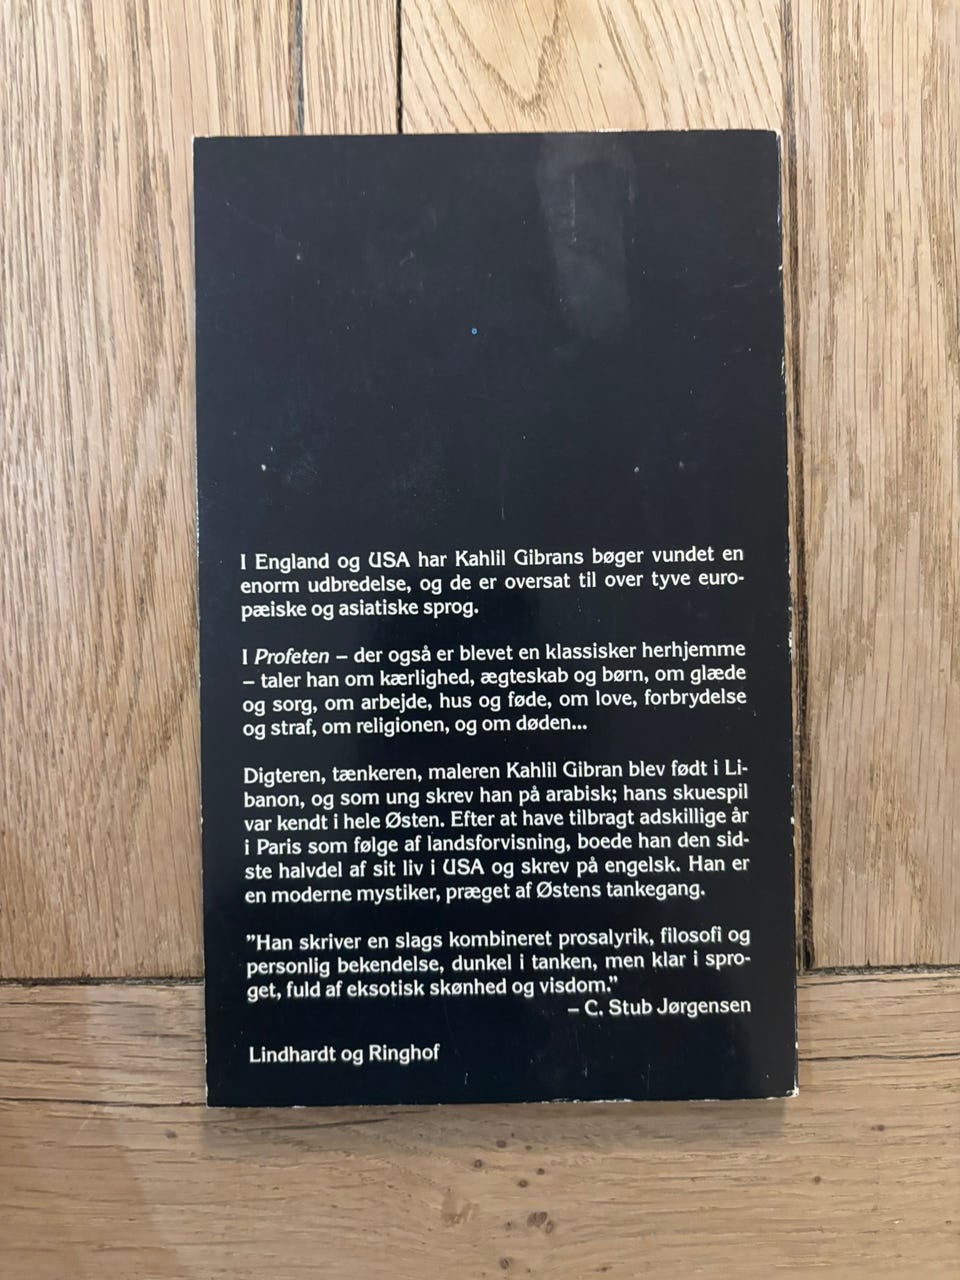 I England og USA har Kahlil Gibrans bøger vundet en
enorm udbredelse, og de er oversat til over tyve euro-
pæiske og asiatiske sprog.
I Profeten – der også er blevet en klassisker herhjemme
– taler han om kærlighed, ægteskab og børn, om glæde
og sorg, om arbejde, hus og føde, om love, forbrydelse
og straf, om religionen, og om døden...
Digteren, tænkeren, maleren Kahlil Gibran blev født i Li-
banon, og som ung skrev han på arabisk; hans skuespil
var kendt i hele Østen. Efter at have tilbragt adskillige år
i Paris som følge af landsforvisning, boede han den sid-
ste halvdel af sit liv i USA og skrev på engelsk. Han er
en moderne mystiker, præget af Østens tankegang.
”Han skriver en slags kombineret prosalyrik, filosofi og
personlig bekendelse, dunkel i tanken, men klar i spro-
get, fuld af eksotisk skønhed og visdom.”
– C. Stub Jørgensen
Lindhardt og Ringhof